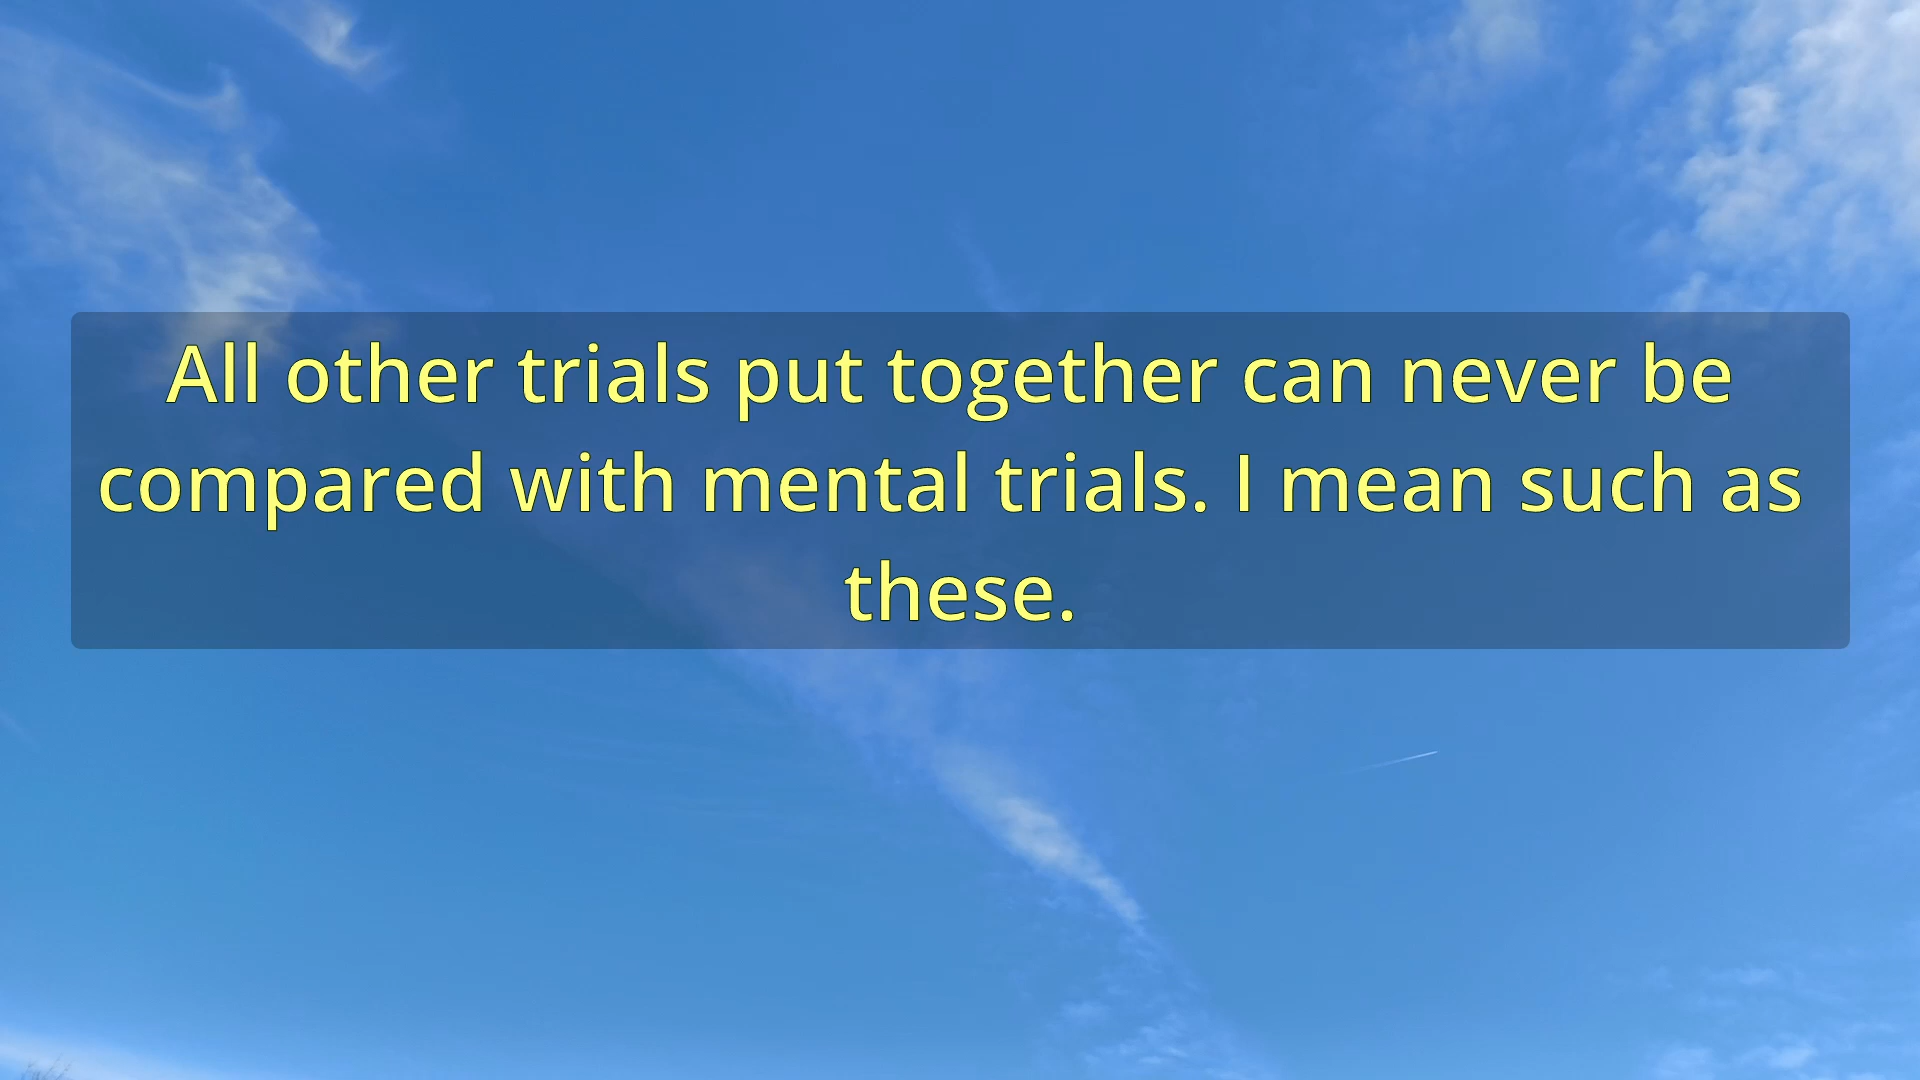 All other trials put together can never be
compared with mental trials. I mean such as
these.